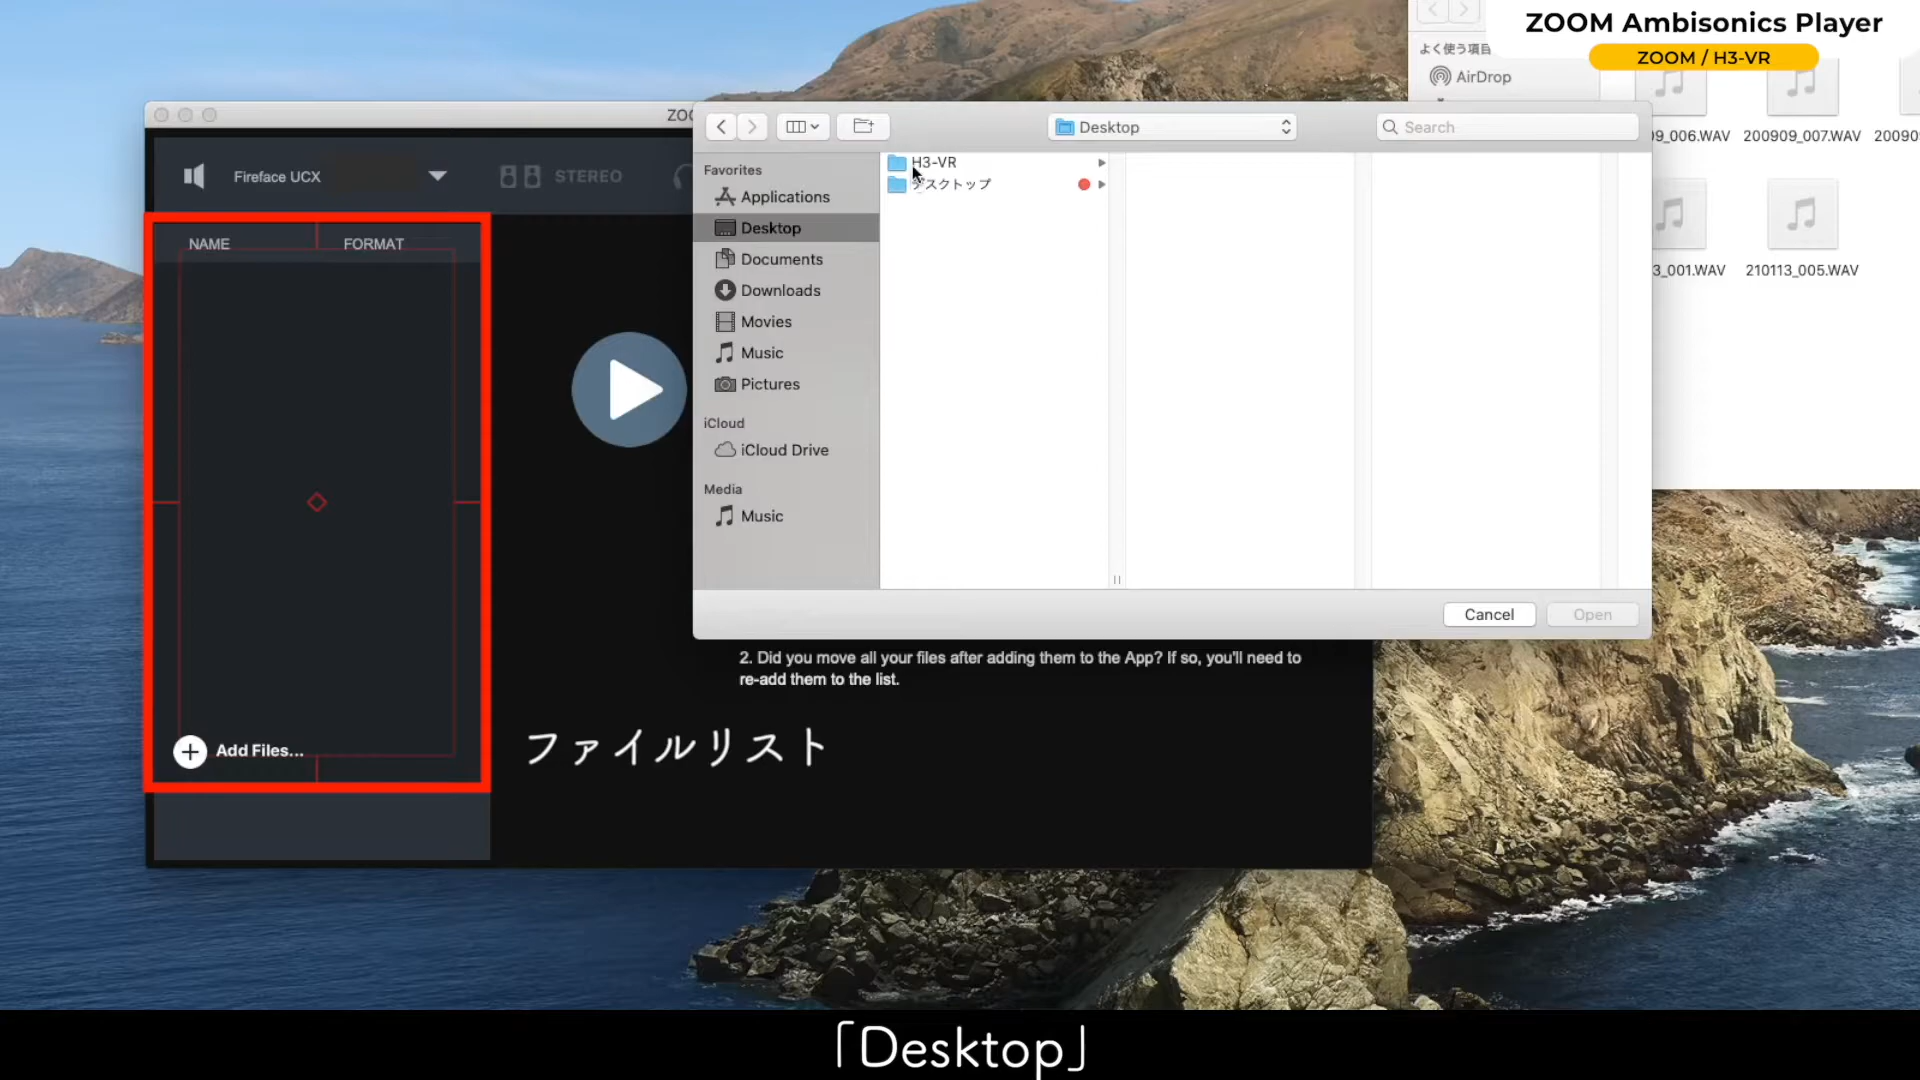 ZOOM Ambisonics Player
ZOOM / H3-VR
よく使う項目
AirDrop
9_006.WAV
200909_007.WAV
20090
3_001.WAV
210113_005.WAV
ZO
Fireface UCX
STEREO
NAME
FORMAT
Add Files...
Desktop
Search
Favorites
Applications
Desktop
Documents
Downloads
Movies
Music
Pictures
iCloud
iCloud Drive
Media
Music
H3-VR
デスクトップ
Cancel
Open
2. Did you move all your files after adding them to the App? If so, you'll need to
re-add them to the list.
ファイルリスト
「Desktop」